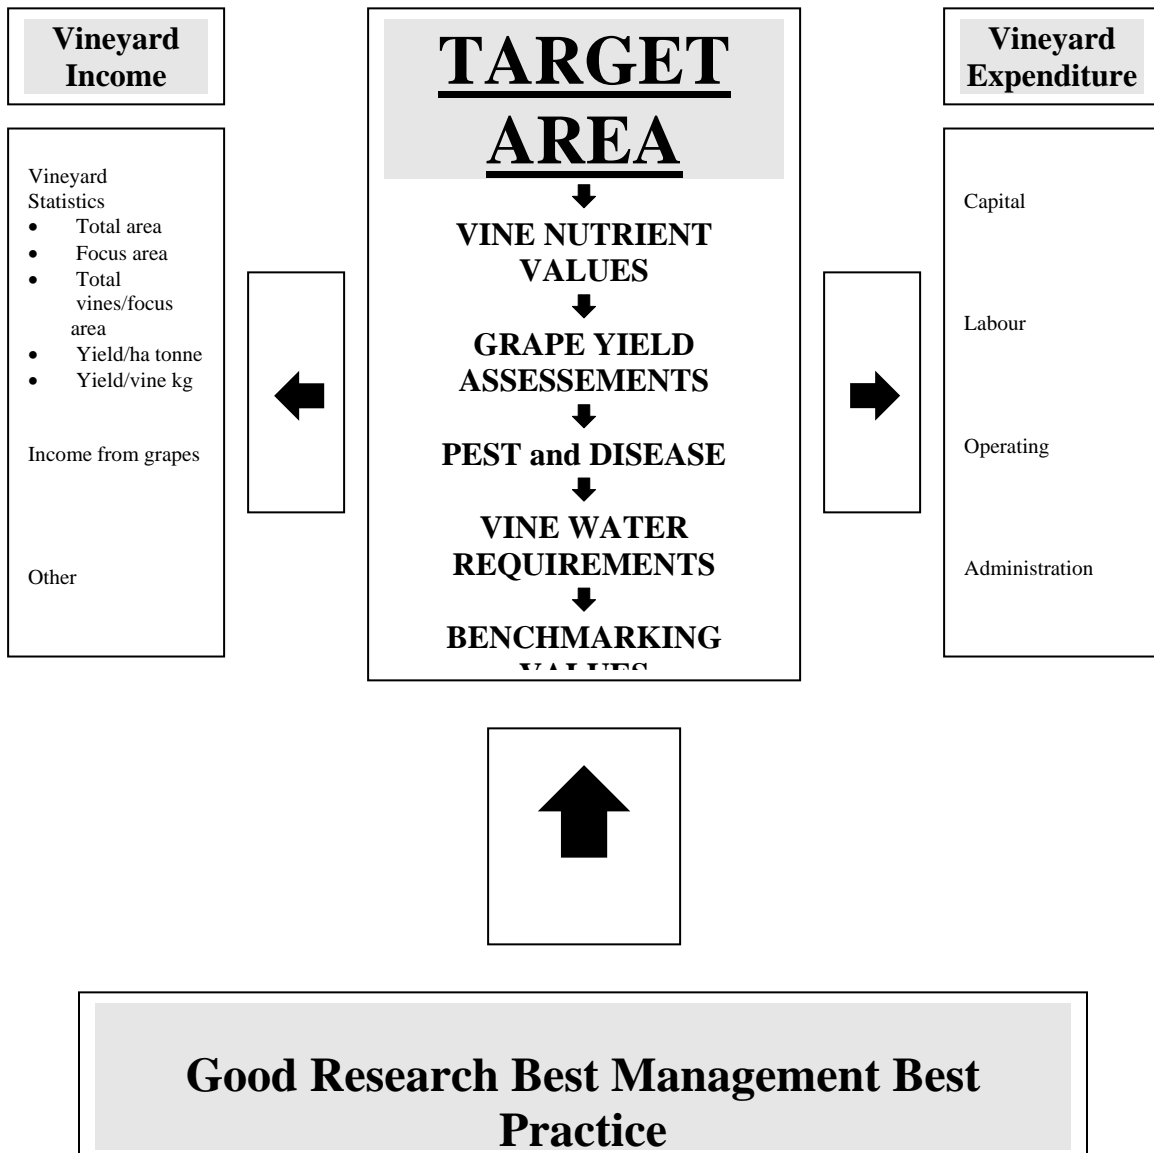 Vineyard
Income
Vineyard
Statistics
• Total area
• Focus area
• Total
vines/focus
area
• Yield/ha tonne
• Yield/vine kg
Income from grapes
Other
TARGET
AREA
VINE NUTRIENT
VALUES
GRAPE YIELD
ASSESSEMENTS
PEST and DISEASE
VINE WATER
REQUIREMENTS
BENCHMARKING
VALUES
Vineyard
Expenditure
Capital
Labour
Operating
Administration
Good Research Best Management Best
Practice